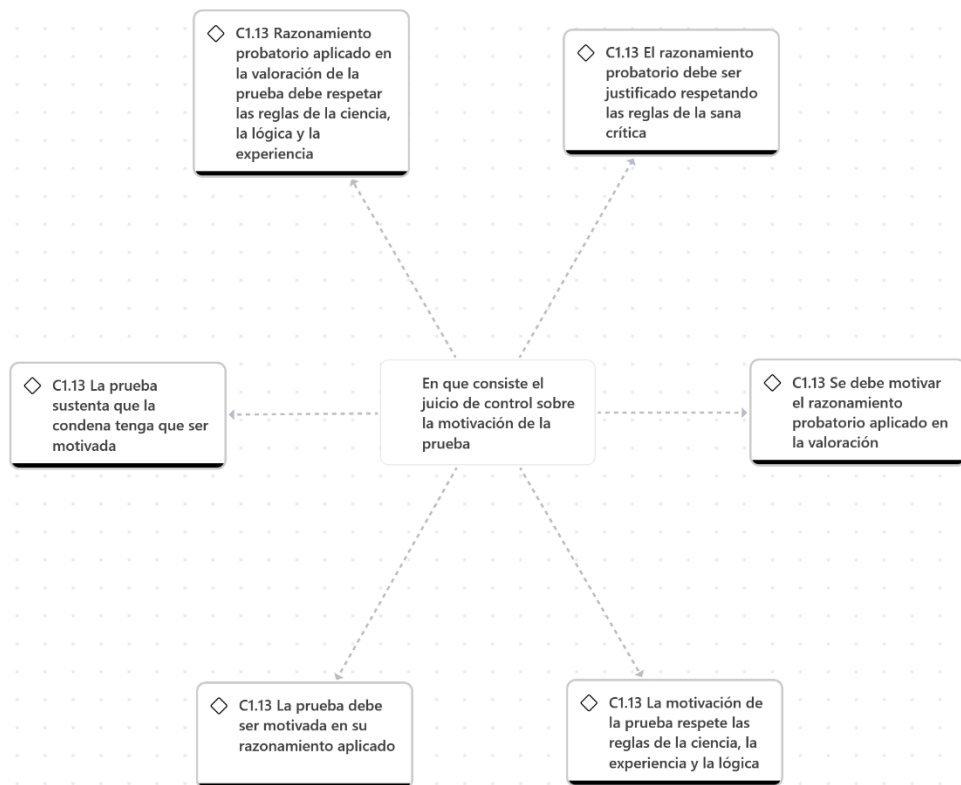 C1.13 Razonamiento
probatorio aplicado en
la valoración de la
prueba debe respetar
las reglas de la ciencia,
la lógica y la
experiencia
C1.13 El razonamiento
probatorio debe ser
justificado respetando
las reglas de la sana
crítica
C1.13 La prueba
sustenta que la
condena tenga que ser
motivada
En que consiste el
juicio de control sobre
la motivación de la
prueba
C1.13 Se debe motivar
el razonamiento
probatorio aplicado en
la valoración
C1.13 La prueba debe
ser motivada en su
razonamiento aplicado
C1.13 La motivación de
la prueba respete las
reglas de la ciencia, la
experiencia y la lógica